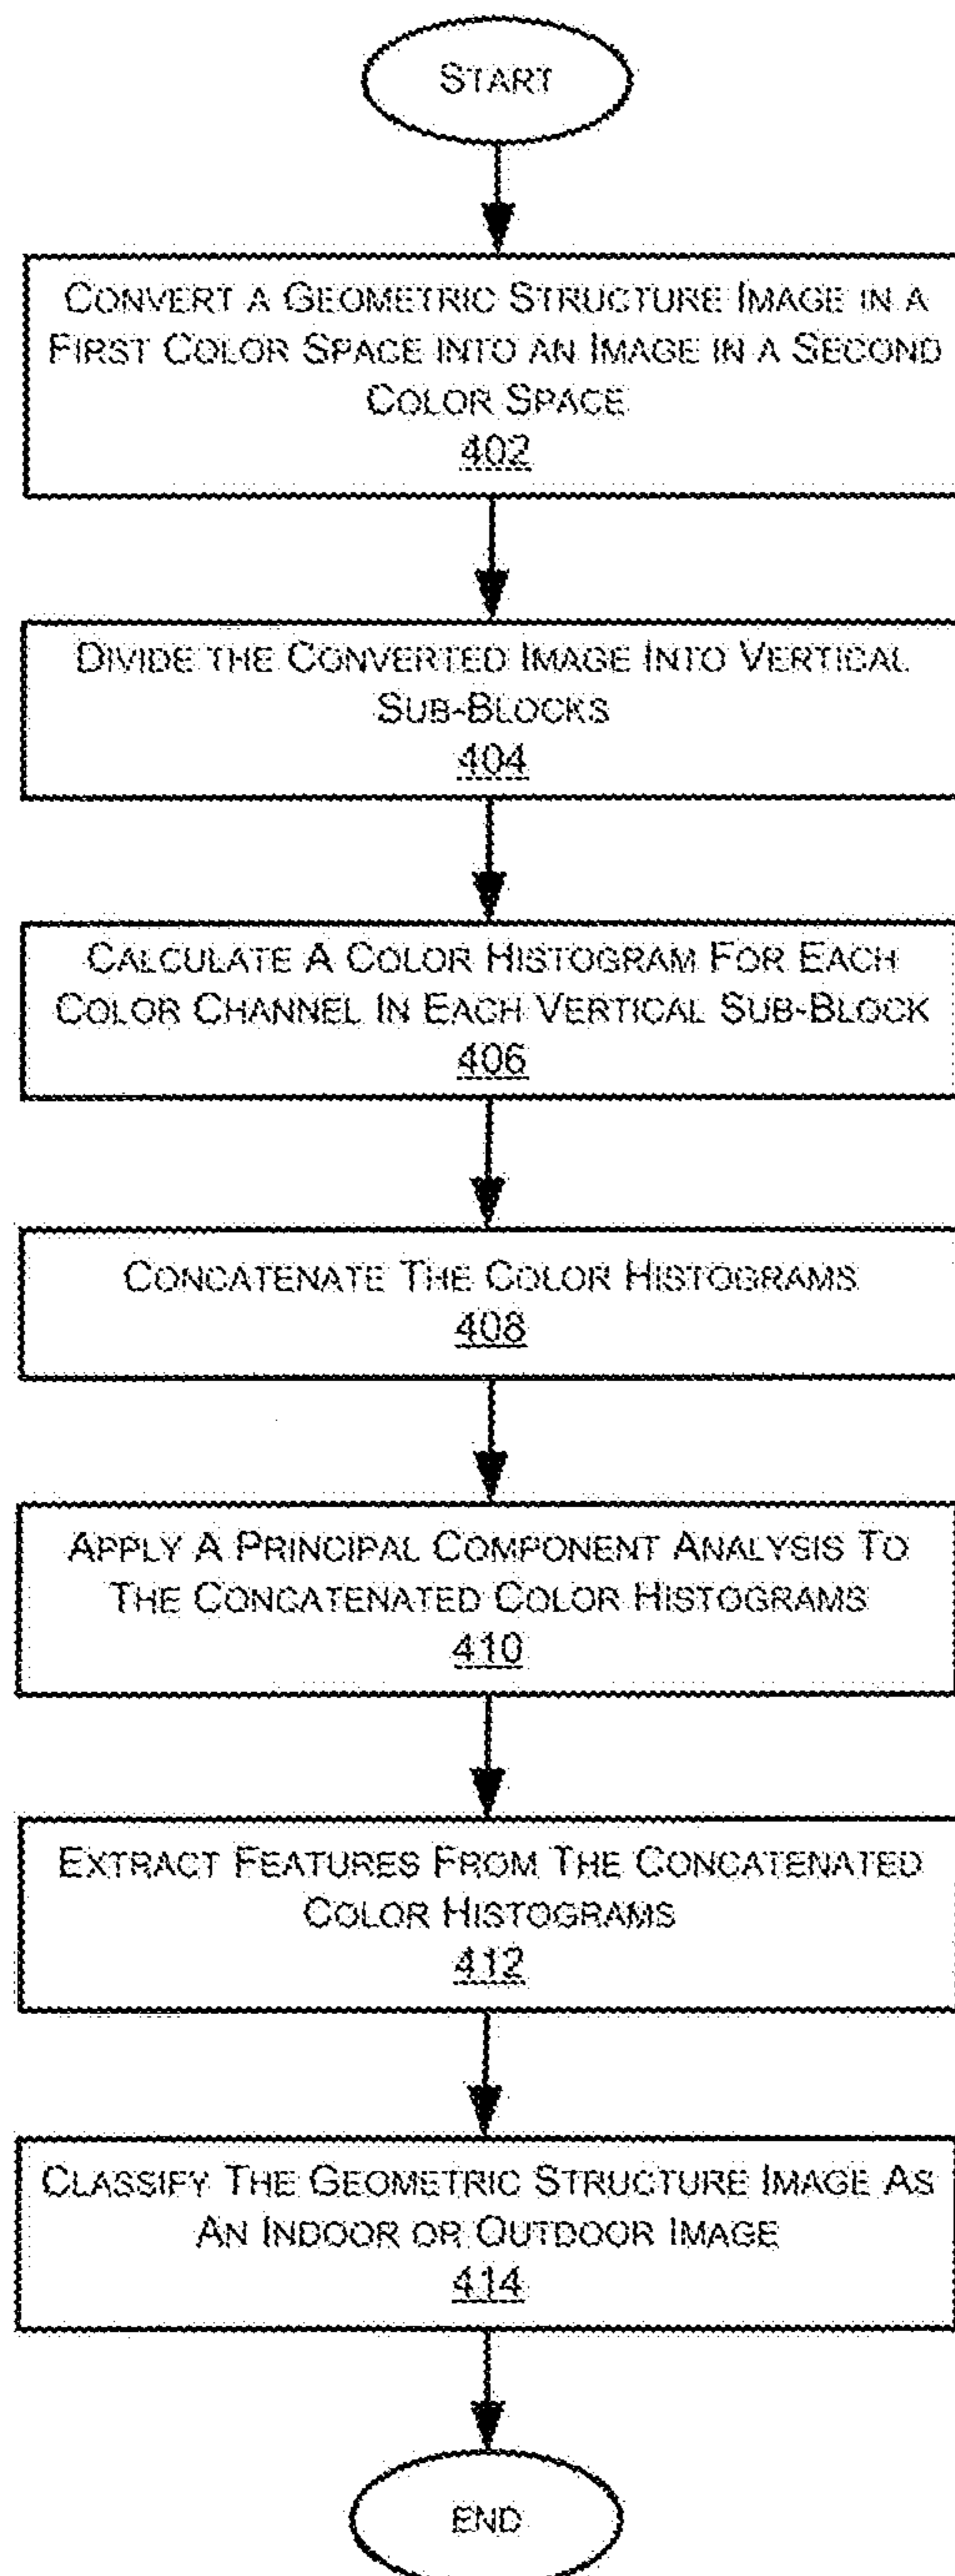 START
CONVERT A GEOMETRIC STRUCTURE IMAGE IN A
FIRST COLOR SPACE INTO AN IMAGE IN A SECOND
COLOR SPACE
402
DIVIDE THE CONVERTED IMAGE INTO VERTICAL
SUB-BLOCKS
404
CALCULATE A COLOR HISTOGRAM FOR EACH
COLOR CHANNEL IN EACH VERTICAL SUB-BLOCK
406
CONCATENATE THE COLOR HISTOGRAMS
408
APPLY A PRINCIPAL COMPONENT ANALYSIS TO
THE CONCATENATED COLOR HISTOGRAMS
410
EXTRACT FEATURES FROM THE CONCATENATED
COLOR HISTOGRAMS
412
CLASSIFY THE GEOMETRIC STRUCTURE IMAGE AS
AN INDOOR OR OUTDOOR IMAGE
414
END